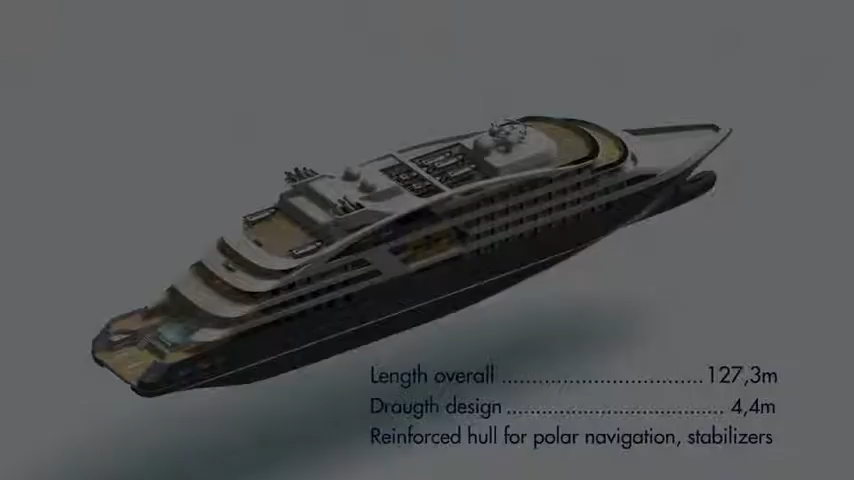 Length overall ................................. 127,3m
Draugth design ................................... 4,4m
Reinforced hull for polar navigation, stabilizers